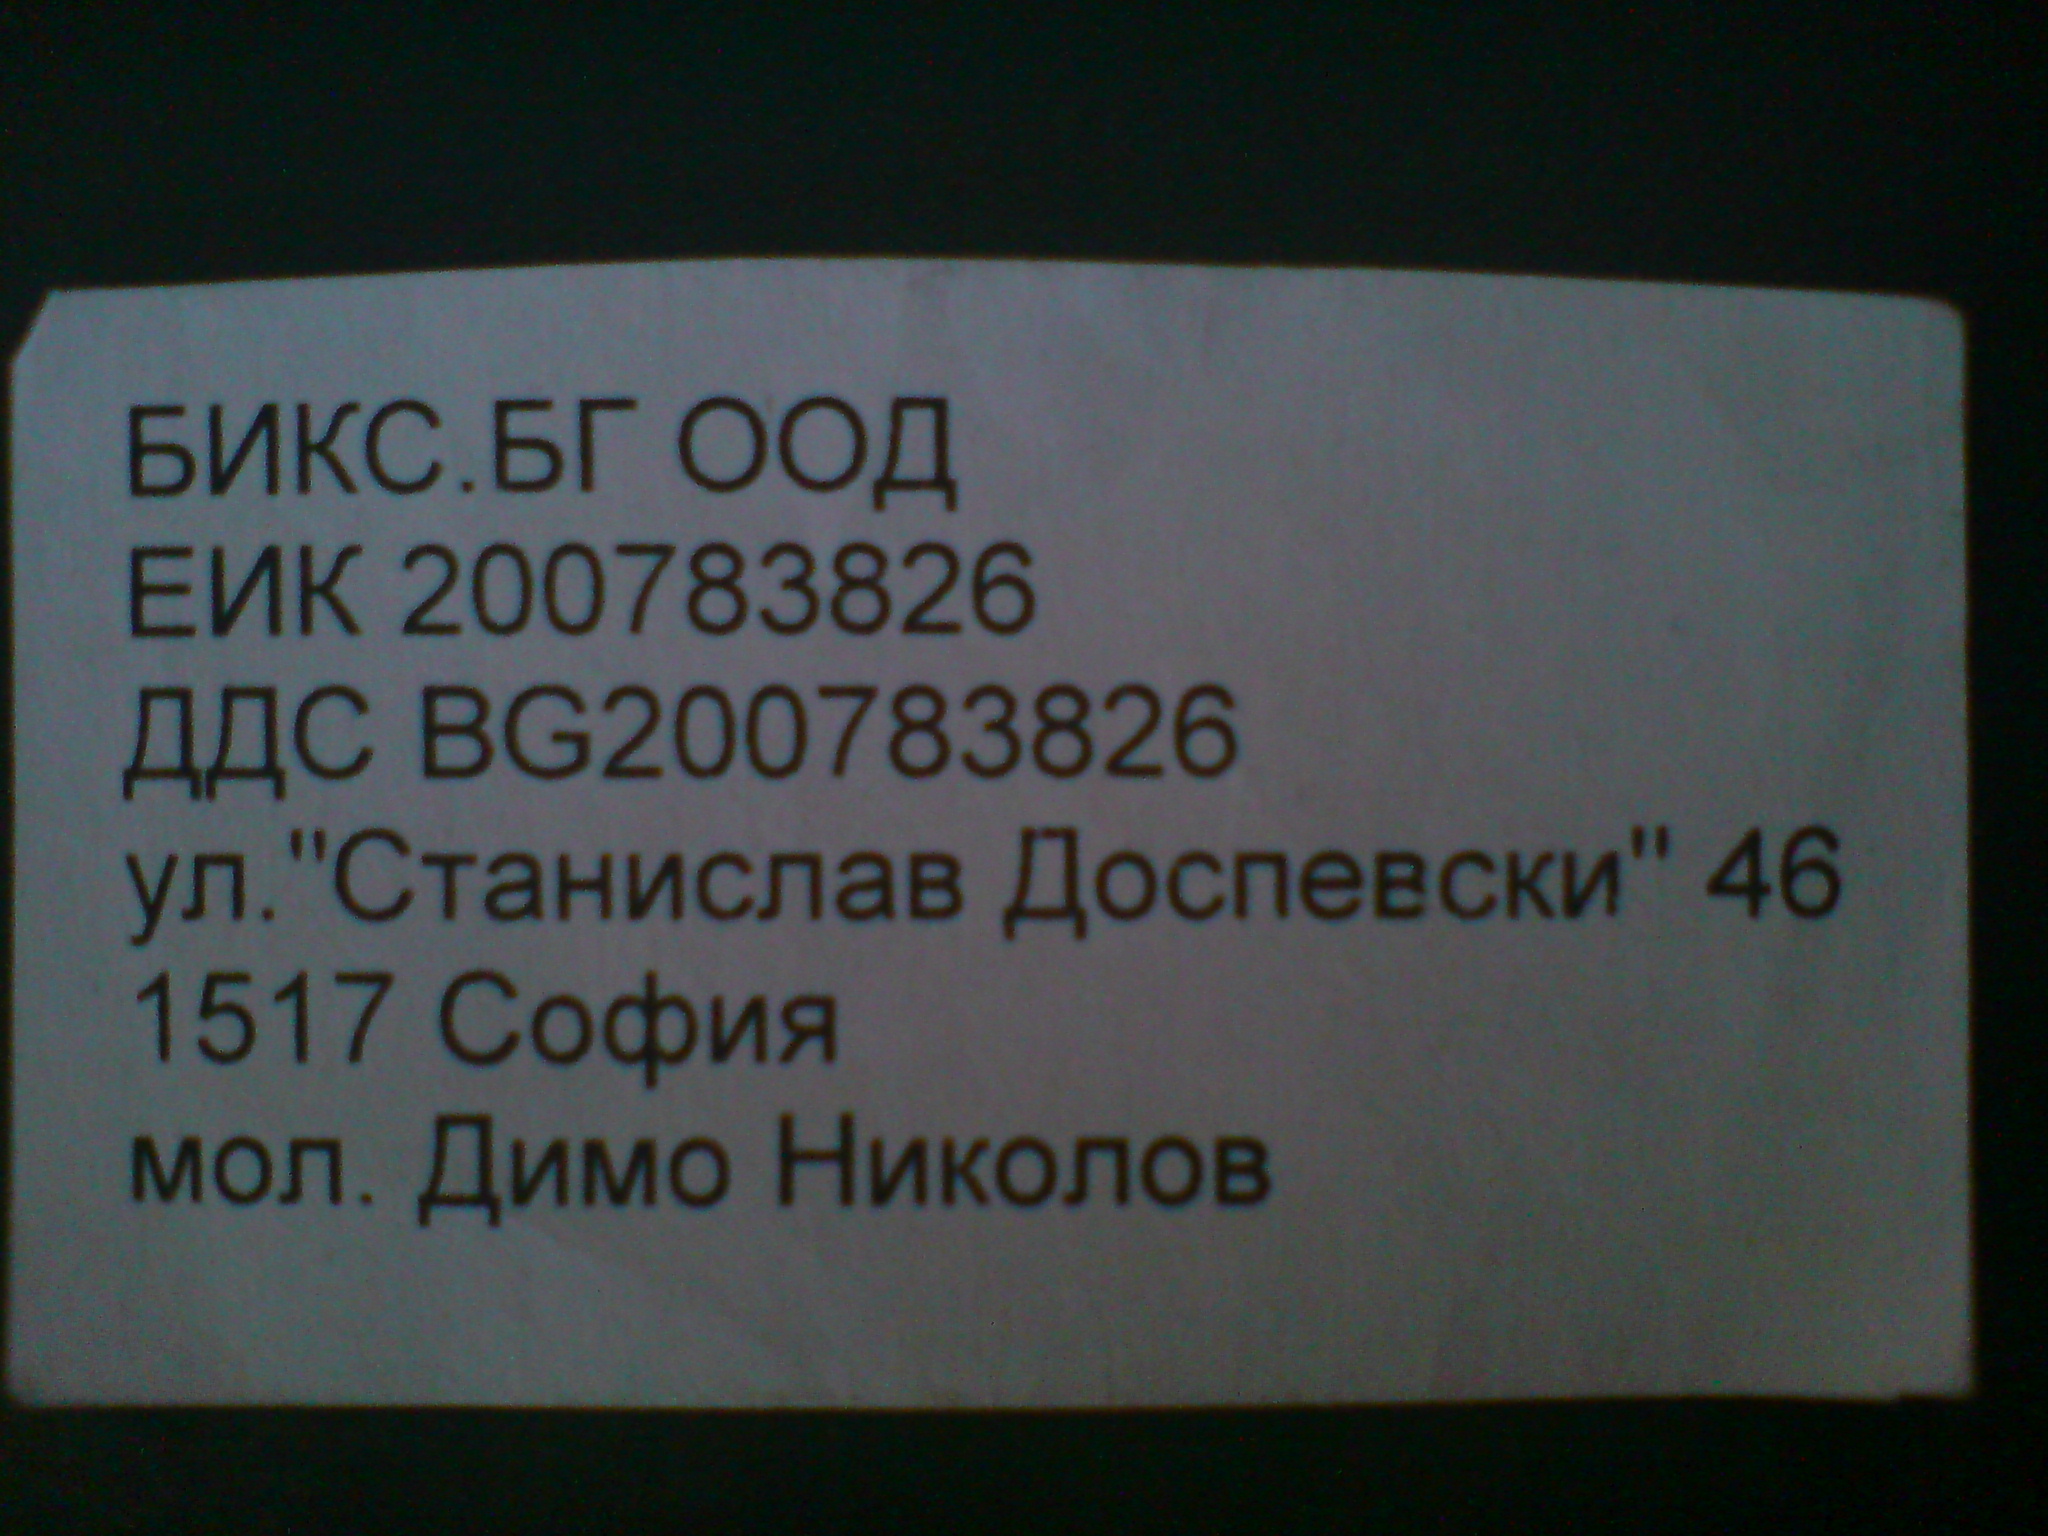 БИКС.БГ ООД
ЕИК 200783826
ДДС BG200783826
ул."Станислав Доспевски" 46
1517 София
мол. Димо Николов